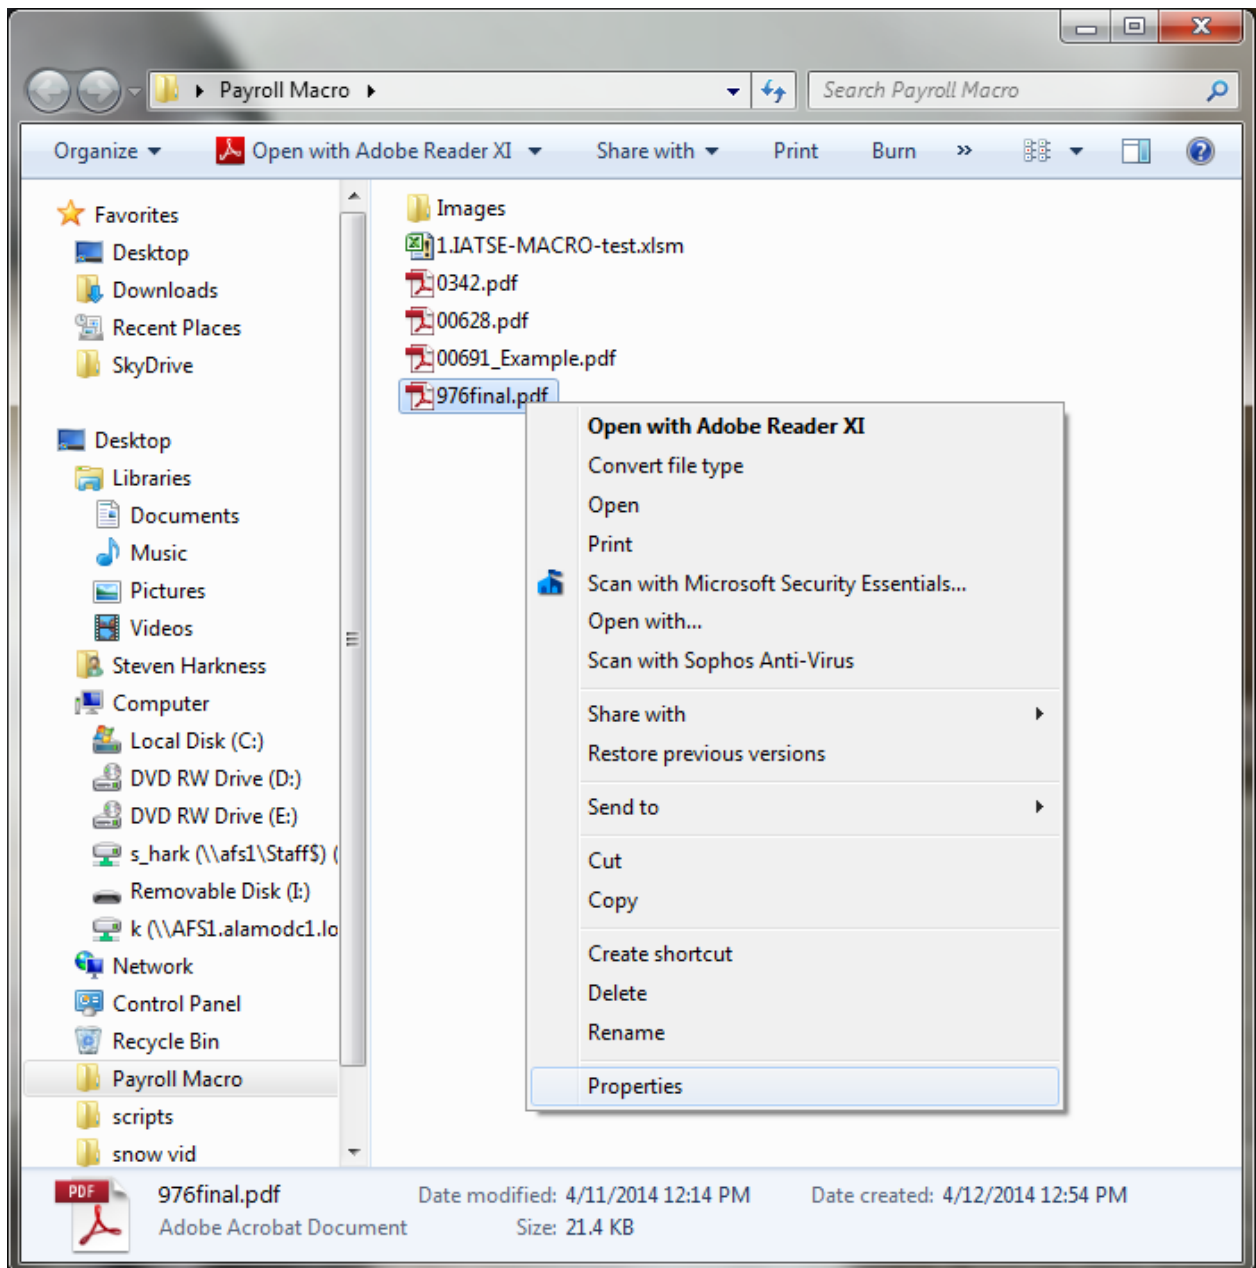 Payroll Macro
Search Payroll Macro
Organize
Open with Adobe Reader XI
Share with
Print
Burn
»
Favorites
Desktop
Downloads
Recent Places
SkyDrive
Desktop
Libraries
Documents
Music
Pictures
Videos
Steven Harkness
Computer
Local Disk (C:)
DVD RW Drive (D:)
DVD RW Drive (E:)
s_hark (\\afs1\Staff$) (
Removable Disk (I:)
k (\\AFS1.alamodc1.lo
Network
Control Panel
Recycle Bin
Payroll Macro
scripts
snow vid
Images
1.IATSE-MACRO-test.xlsm
0342.pdf
00628.pdf
00691_Example.pdf
976final.pdf
Open with Adobe Reader XI
Convert file type
Open
Print
Scan with Microsoft Security Essentials...
Open with...
Scan with Sophos Anti-Virus
Share with
Restore previous versions
Send to
Cut
Copy
Create shortcut
Delete
Rename
Properties
PDF
976final.pdf
Date modified: 4/11/2014 12:14 PM
Date created: 4/12/2014 12:54 PM
Adobe Acrobat Document
Size: 21.4 KB